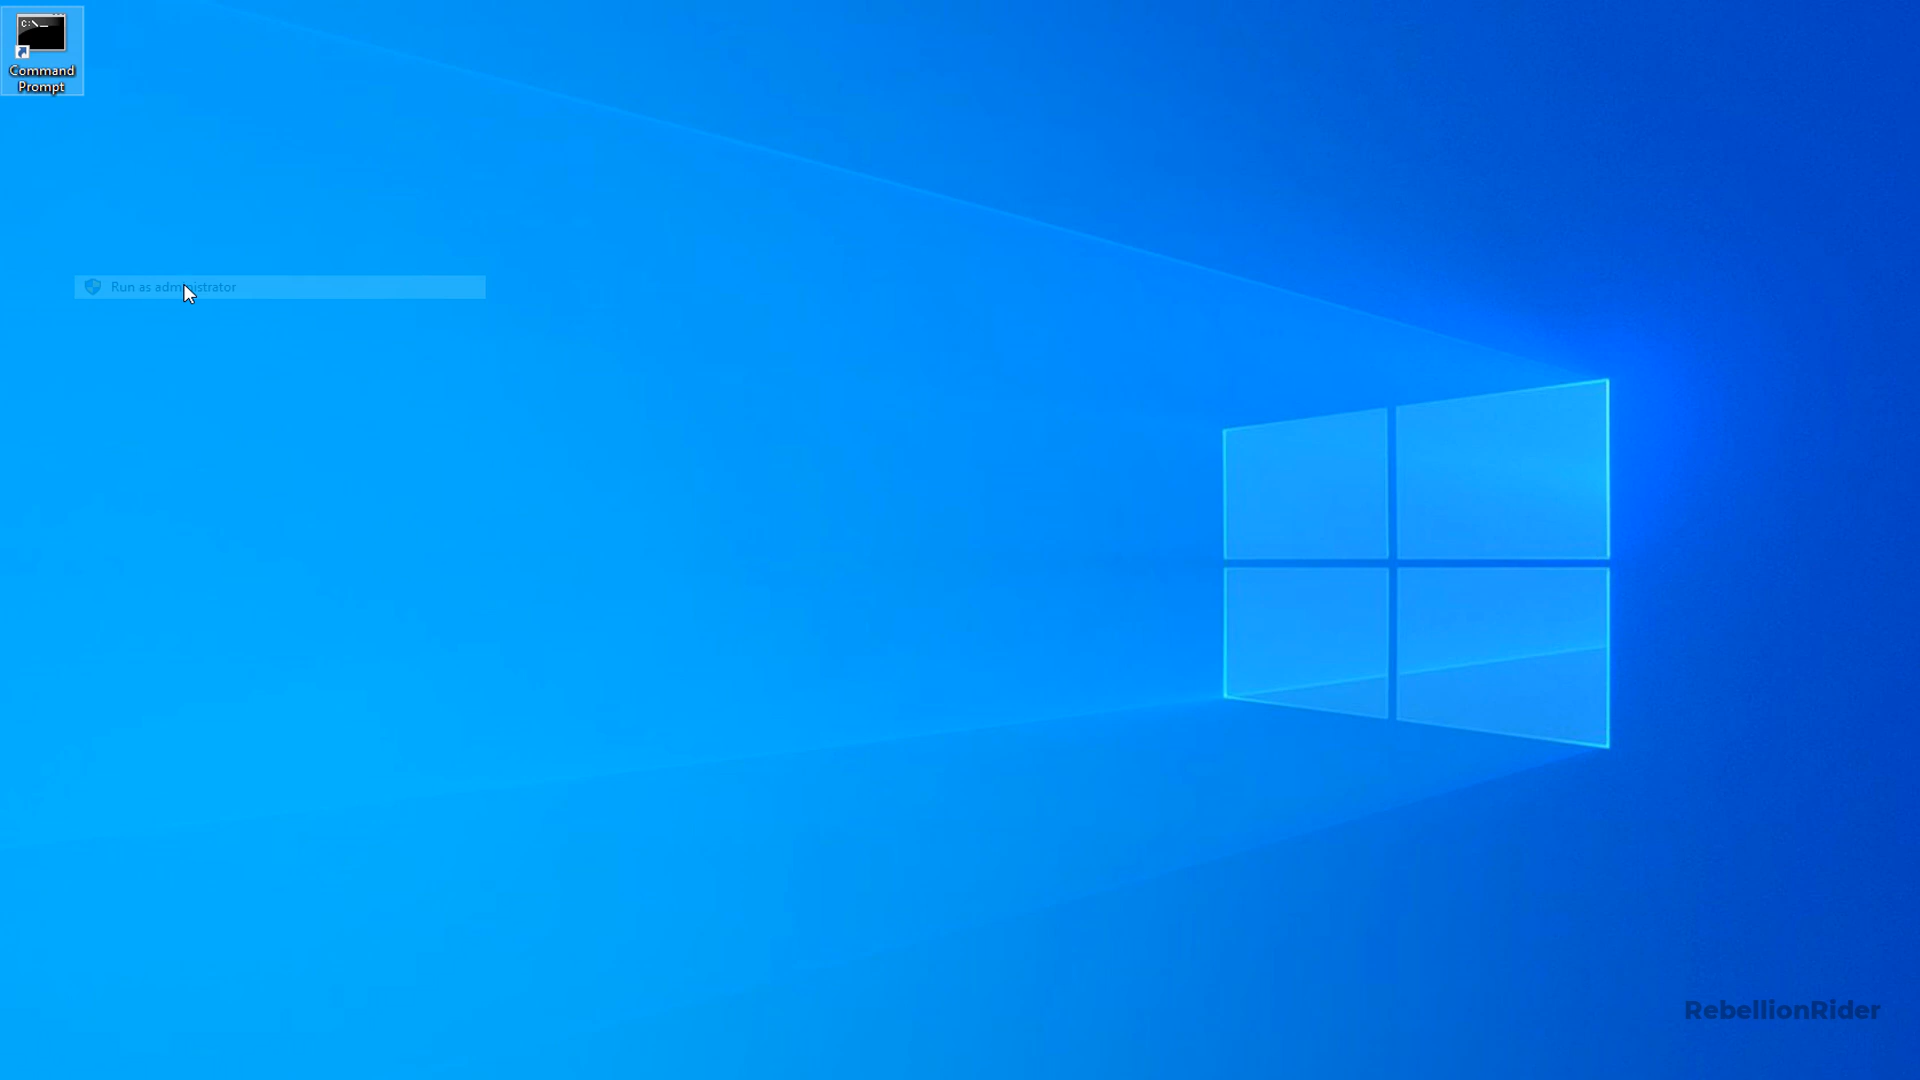 C:\._
Command
Prompt
Run as administrator
RebellionRider